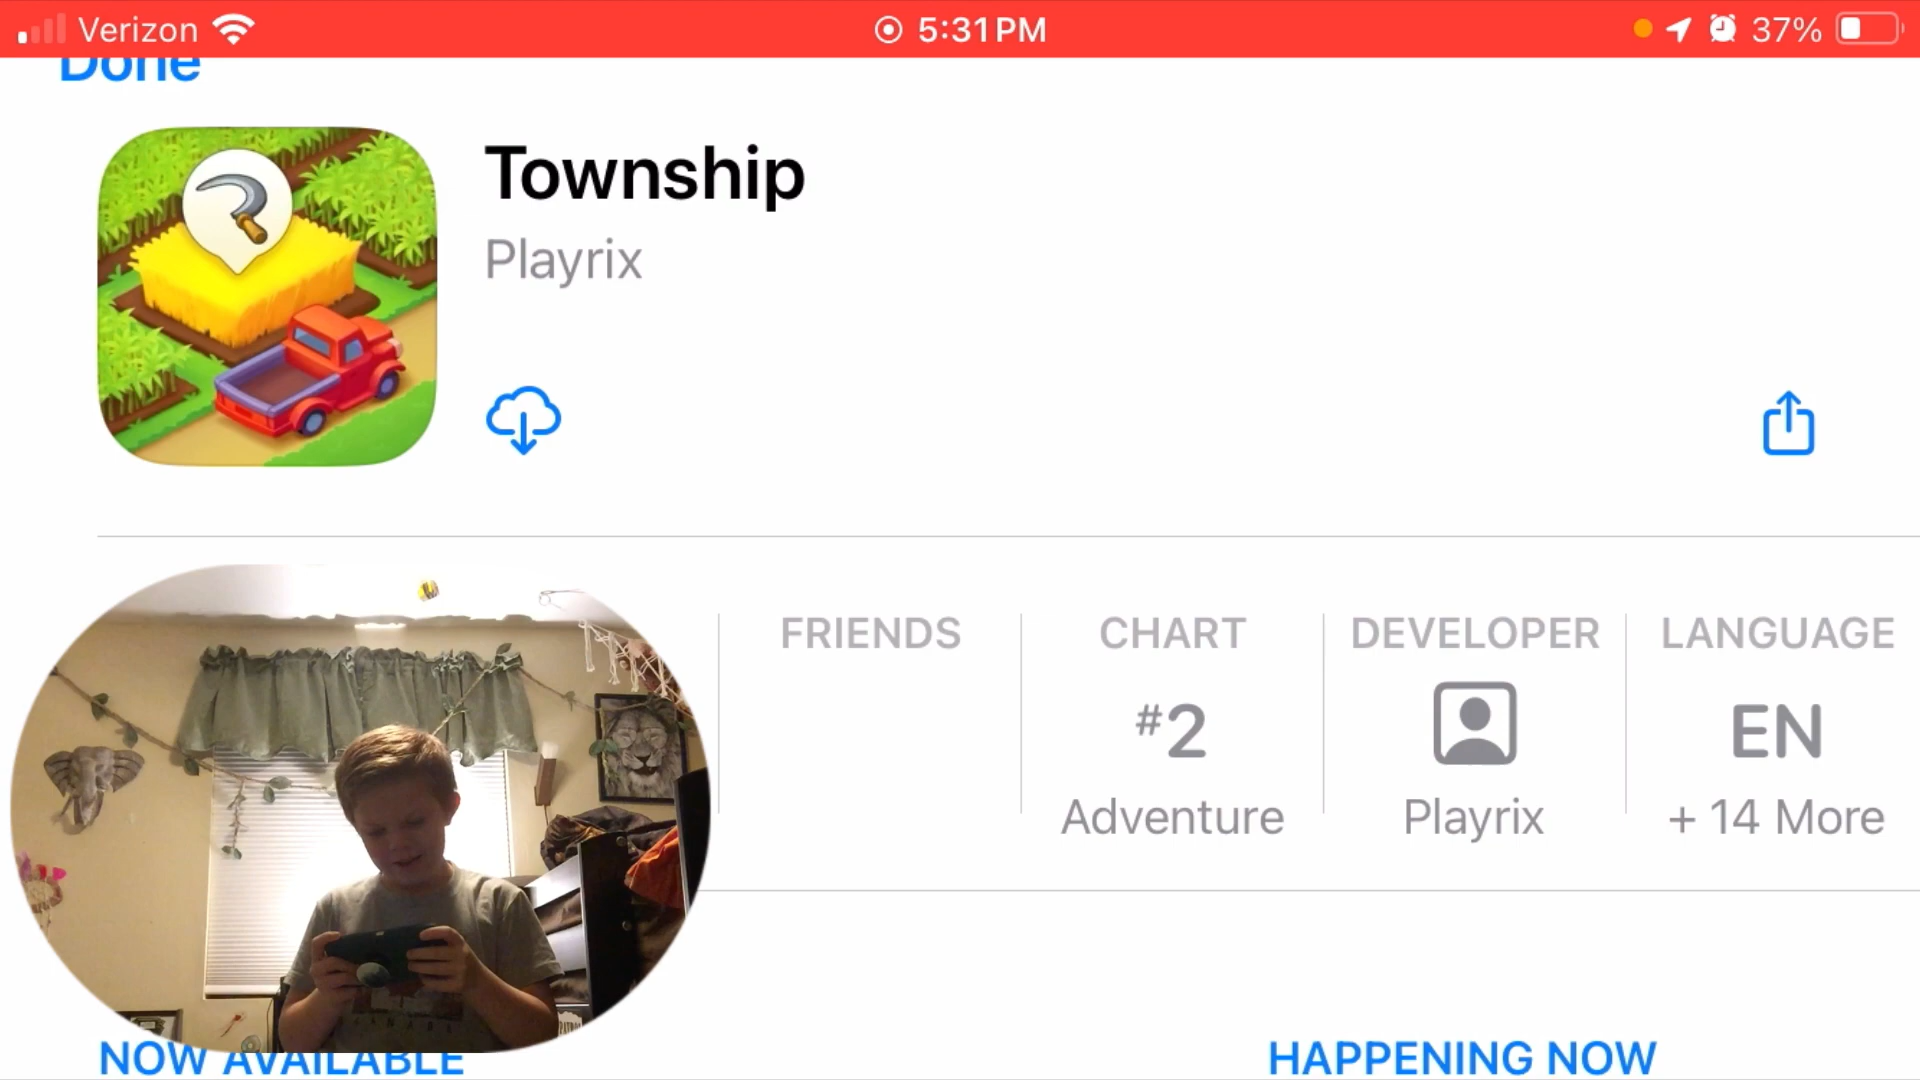 Verizon 5:31 PM 37%
Done
Township
Playrix
FRIENDS CHART DEVELOPER LANGUAGE
#2 EN
Adventure Playrix + 14 More
NOW AVAILABLE HAPPENING NOW